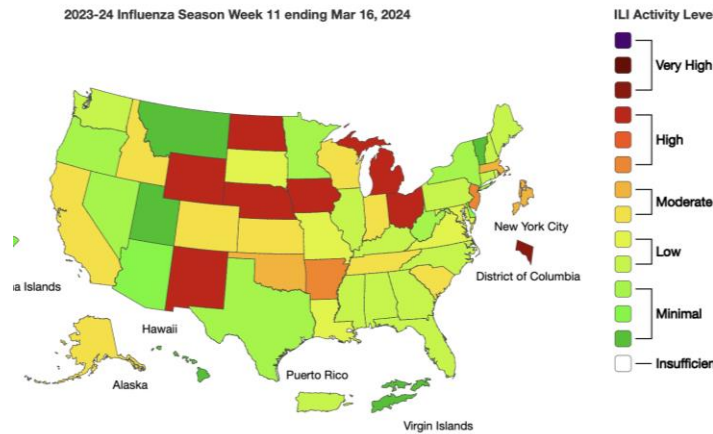 2023-24 Influenza Season Week 11 ending Mar 16, 2024
ILI Activity Leve
Very High
High
Moderate
New York City
Low
District of Columbia
a Islands
Minimal
Hawaii
Puerto Rico
Insufficien
Alaska
Virgin Islands